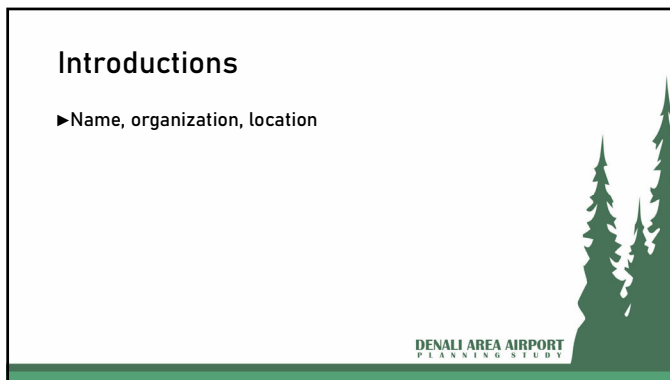 Introductions
►Name, organization, location
DENALI AREA AIRPORT
PLANNING STUDY